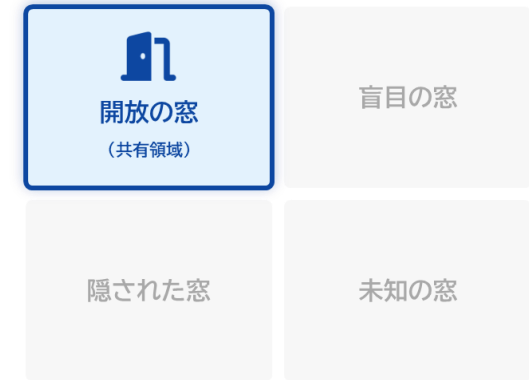 開放の窓
（共有領域）
盲目の窓
隠された窓
未知の窓